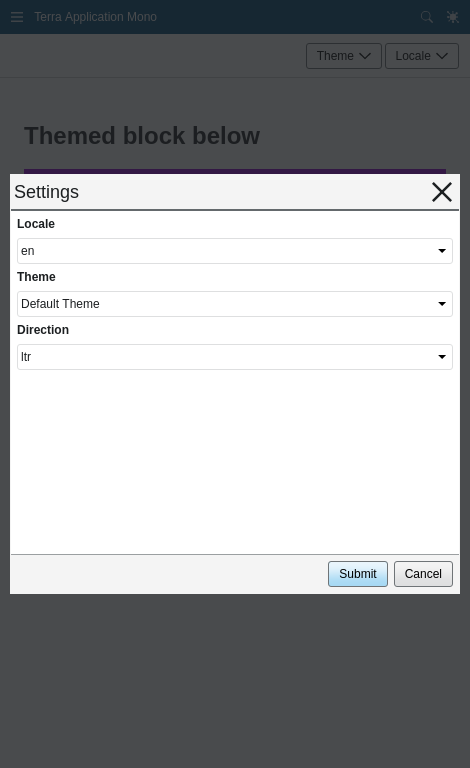 Terra Application Mono
Theme
Locale
Themed block below
Settings
Locale
en
Theme
Default Theme
Direction
ltr
Submit
Cancel